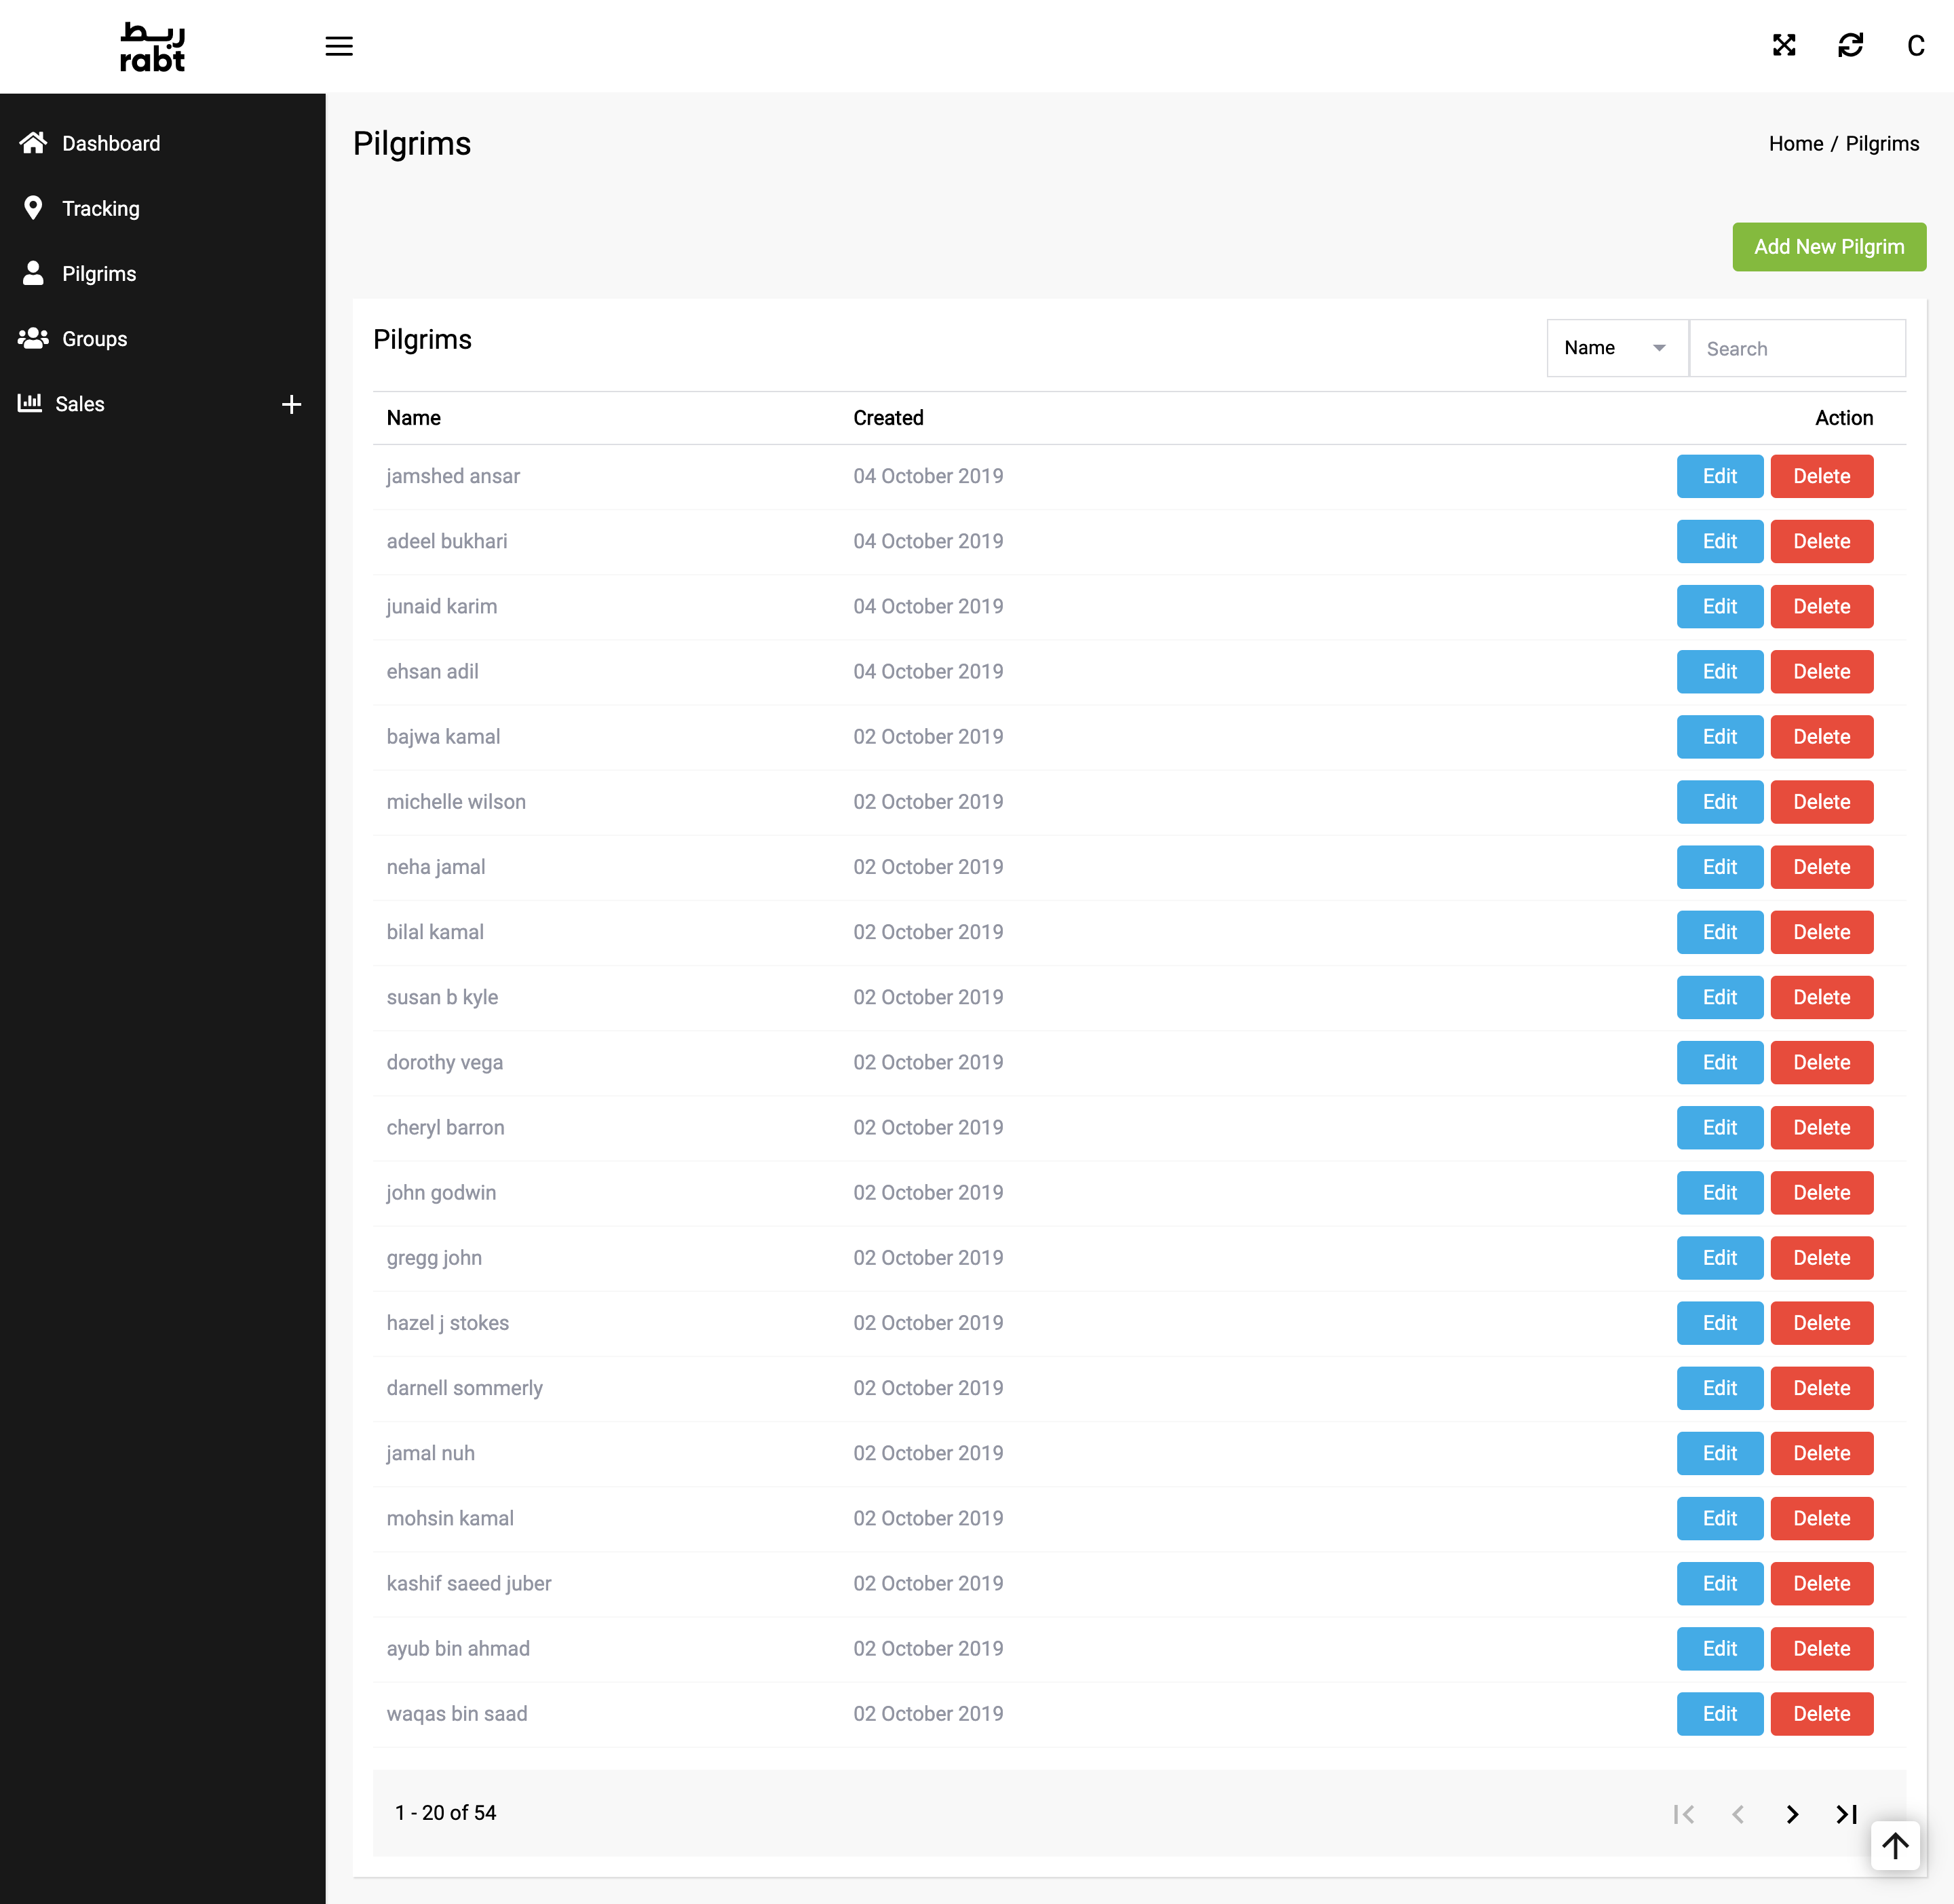 ربط
rabt
C
Dashboard
Tracking
Pilgrims
Groups
Sales
Pilgrims
Home / Pilgrims
Add New Pilgrim
Pilgrims
Name Search
Name Created Action
jamshed ansar 04 October 2019 Edit Delete
adeel bukhari 04 October 2019 Edit Delete
junaid karim 04 October 2019 Edit Delete
ehsan adil 04 October 2019 Edit Delete
bajwa kamal 02 October 2019 Edit Delete
michelle wilson 02 October 2019 Edit Delete
neha jamal 02 October 2019 Edit Delete
bilal kamal 02 October 2019 Edit Delete
susan b kyle 02 October 2019 Edit Delete
dorothy vega 02 October 2019 Edit Delete
cheryl barron 02 October 2019 Edit Delete
john godwin 02 October 2019 Edit Delete
gregg john 02 October 2019 Edit Delete
hazel j stokes 02 October 2019 Edit Delete
darnell sommerly 02 October 2019 Edit Delete
jamal nuh 02 October 2019 Edit Delete
mohsin kamal 02 October 2019 Edit Delete
kashif saeed juber 02 October 2019 Edit Delete
ayub bin ahmad 02 October 2019 Edit Delete
waqas bin saad 02 October 2019 Edit Delete
1 - 20 of 54